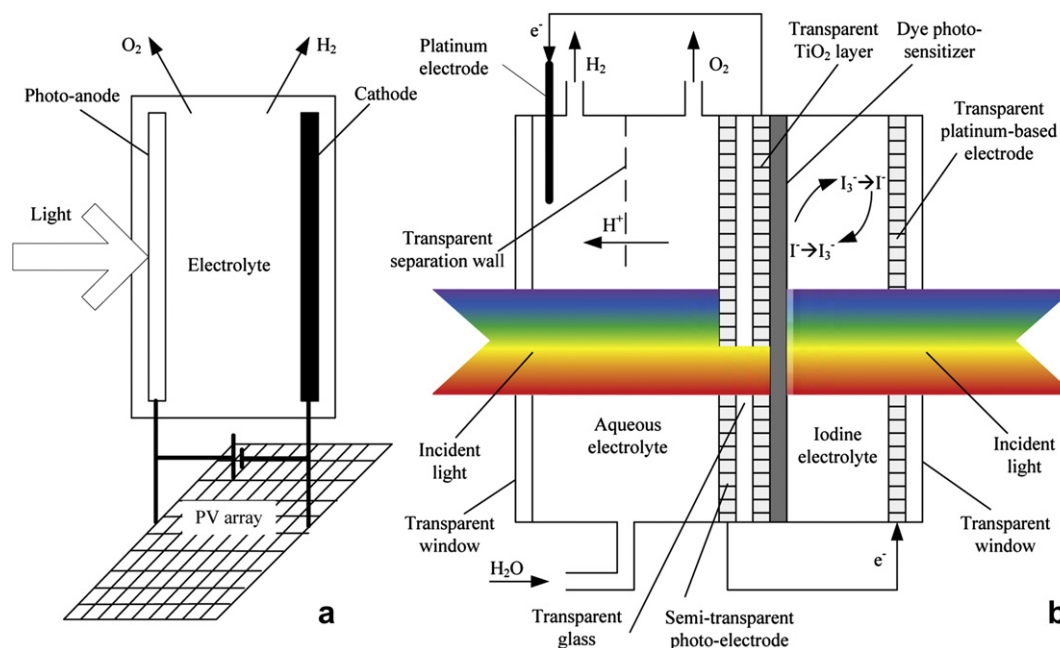 O₂
H₂
Photo-anode
Cathode
Light
Electrolyte
PV array
a
e⁻
Platinum
electrode
H₂
O₂
Transparent
TiO₂ layer
Dye photo-
sensitizer
Transparent
platinum-based
electrode
I₃⁻→I⁻
I⁻→I₃⁻
H⁺
Transparent
separation wall
Aqueous
electrolyte
Iodine
electrolyte
Incident
light
Incident
light
Transparent
window
Transparent
window
H₂O
e⁻
Transparent
glass
Semi-transparent
photo-electrode
b